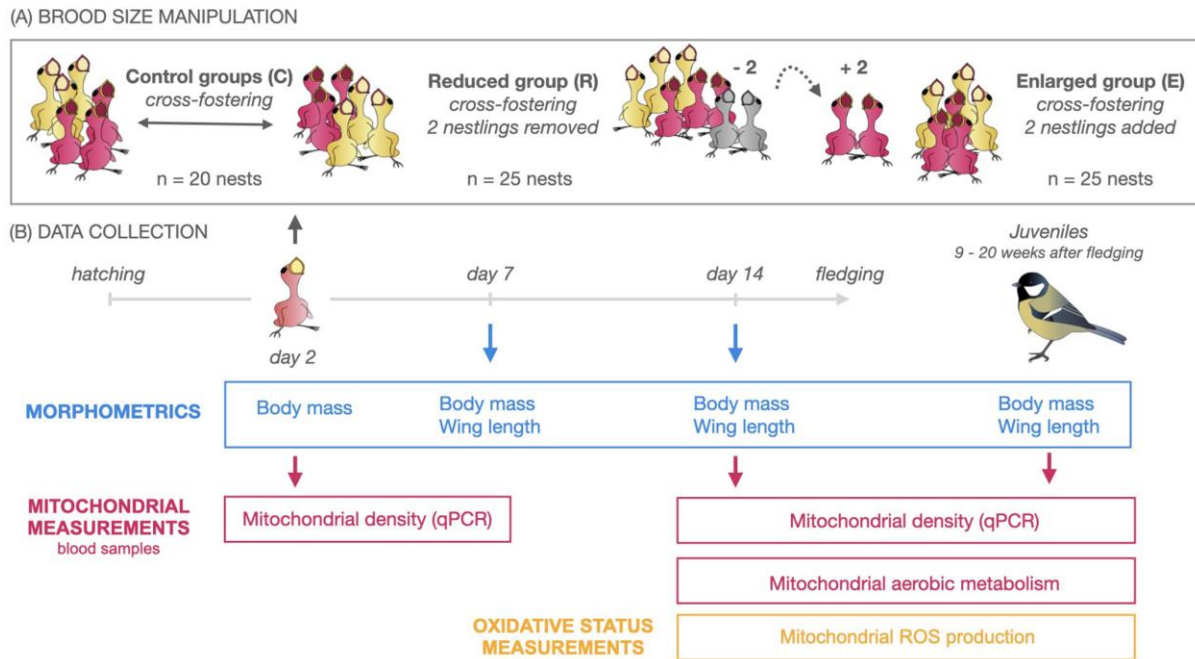 (A) BROOD SIZE MANIPULATION
Control groups (C)
cross-fostering
n = 20 nests
Reduced group (R)
cross-fostering
2 nestlings removed
n = 25 nests
- 2
+ 2
Enlarged group (E)
cross-fostering
2 nestlings added
n = 25 nests
(B) DATA COLLECTION
hatching
day 2
day 7
day 14
fledging
Juveniles
9 - 20 weeks after fledging
MORPHOMETRICS
Body mass
Body mass
Wing length
Body mass
Wing length
Body mass
Wing length
MITOCHONDRIAL
MEASUREMENTS
blood samples
Mitochondrial density (qPCR)
Mitochondrial density (qPCR)
Mitochondrial aerobic metabolism
OXIDATIVE STATUS
MEASUREMENTS
Mitochondrial ROS production